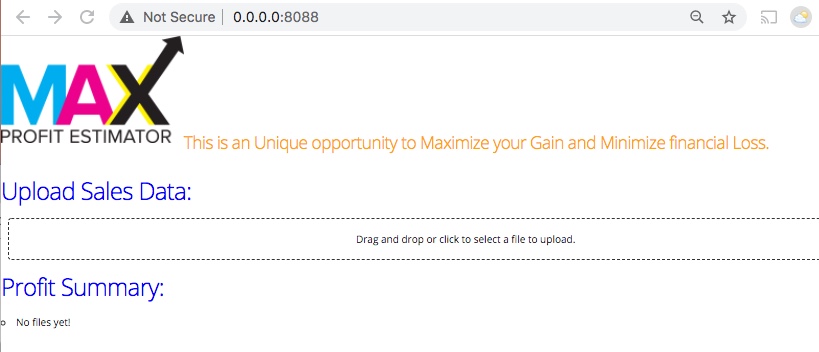 Not Secure | 0.0.0.0:8088
MAX
PROFIT ESTIMATOR
This is an Unique opportunity to Maximize your Gain and Minimize financial Loss.
Upload Sales Data:
Drag and drop or click to select a file to upload.
Profit Summary:
No files yet!